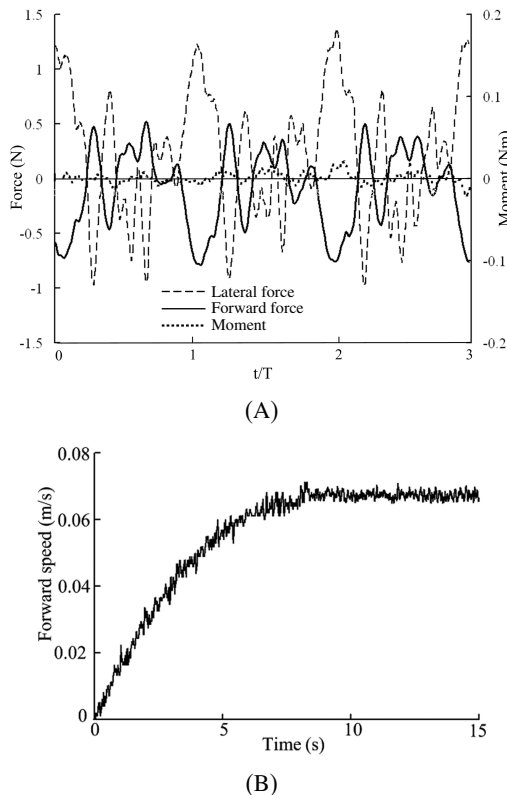 1.5
1
0.5
0
-0.5
-1
-1.5
Force (N)
0.2
0.1
0
-0.1
-0.2
Moment (Nm)
Lateral force
Forward force
Moment
0 1 2 3
t/T
(A)
0.08
0.06
0.04
0.02
0
Forward speed (m/s)
0 5 10 15
Time (s)
(B)